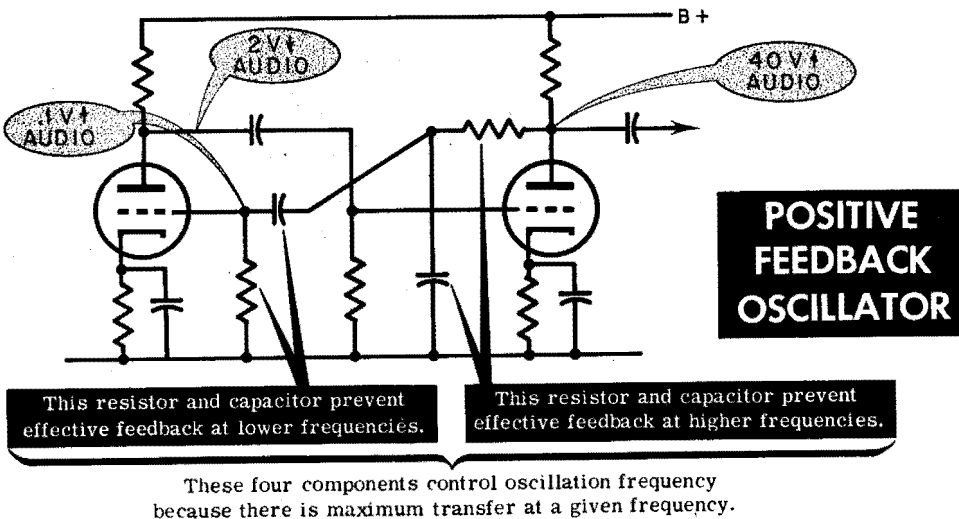 B+
2V↓
AUDIO
40V↑
AUDIO
.1V↑
AUDIO
POSITIVE
FEEDBACK
OSCILLATOR
This resistor and capacitor prevent
effective feedback at lower frequencies.
This resistor and capacitor prevent
effective feedback at higher frequencies.
These four components control oscillation frequency
because there is maximum transfer at a given frequency.